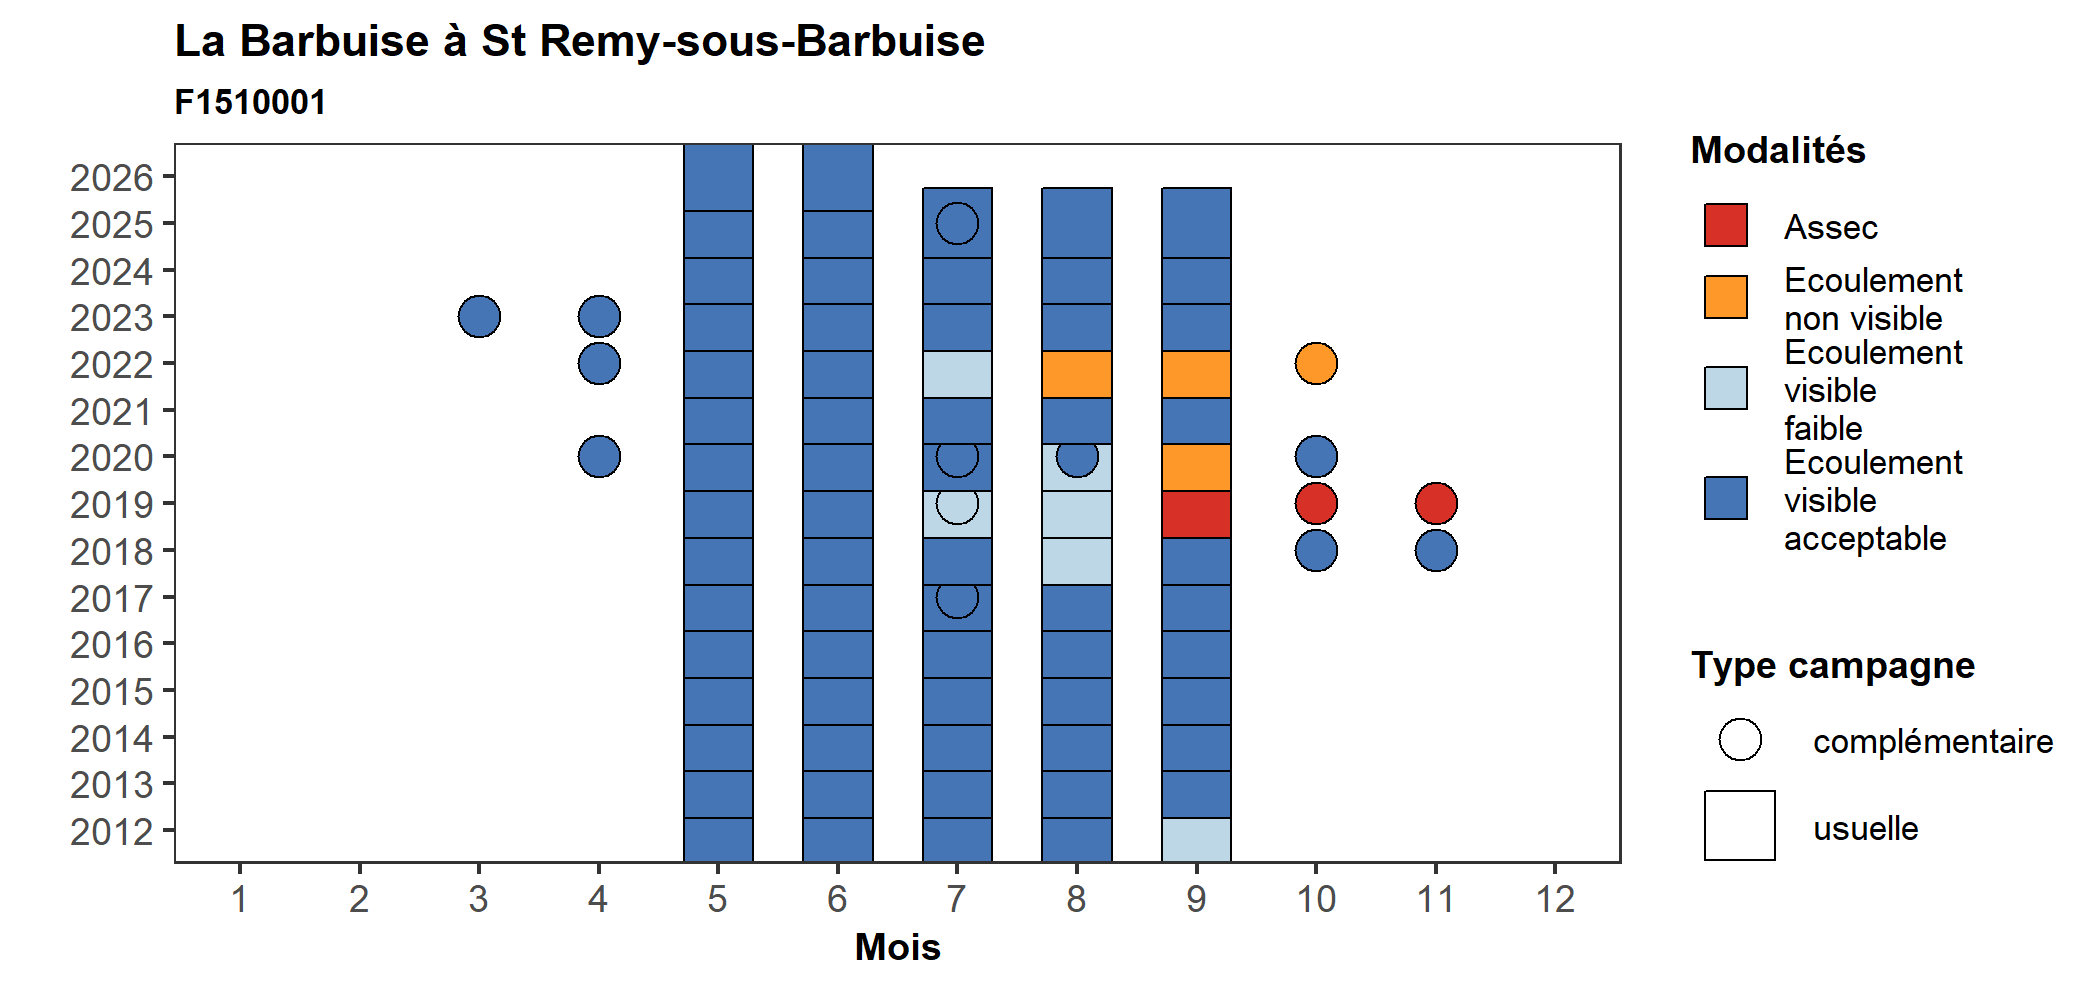 La Barbuise à St Remy-sous-Barbuise
F1510001
2026
2025
2024
2023
2022
2021
2020
2019
2018
2017
2016
2015
2014
2013
2012
1 2 3 4 5 6 7 8 9 10 11 12
Mois
Modalités
Assec
Ecoulement
non visible
Ecoulement
visible
faible
Ecoulement
visible
acceptable
Type campagne
complémentaire
usuelle